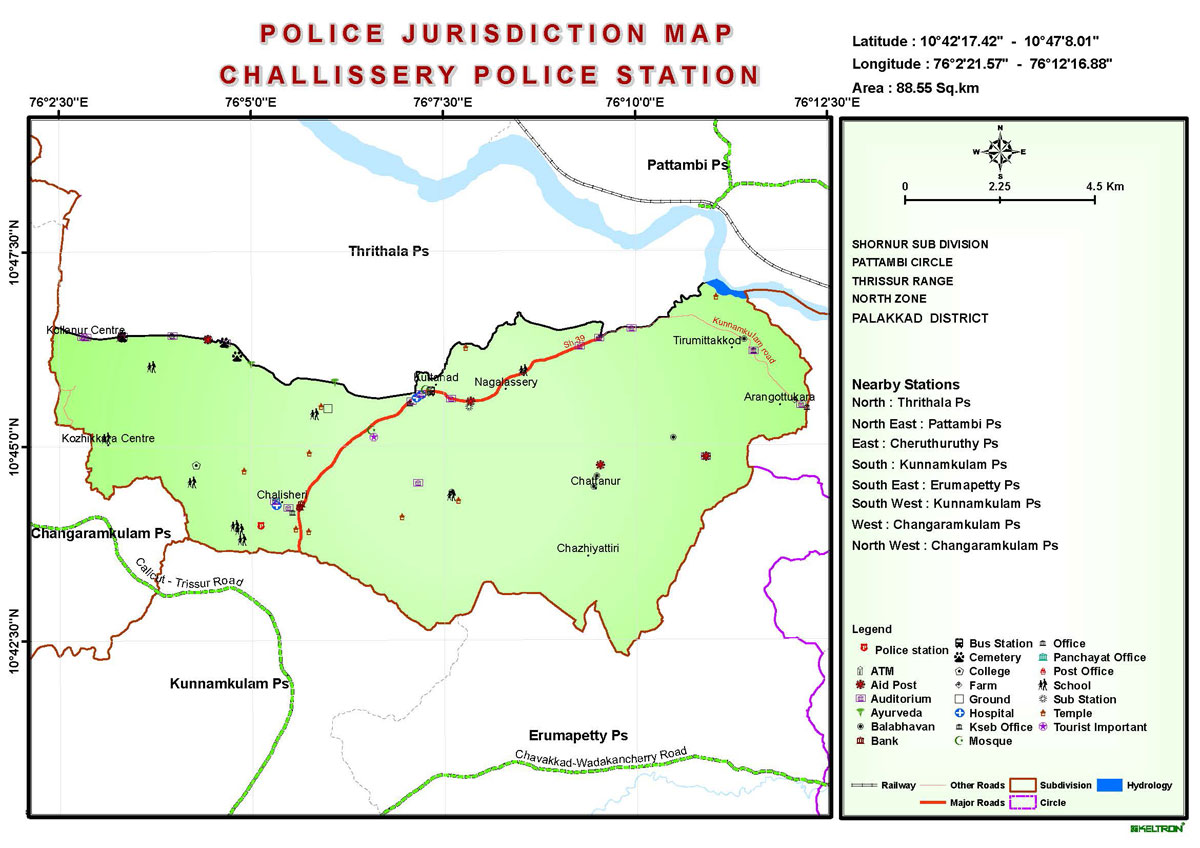 POLICE JURISDICTION MAP
CHALLISSERY POLICE STATION
Latitude : 10°42'17.42" - 10°47'8.01"
Longitude : 76°2'21.57" - 76°12'16.88"
Area : 88.55 Sq.km
76°2'30"E
76°5'0"E
76°7'30"E
76°10'0"E
76°12'30"E
10°47'30"N
10°45'0"N
10°42'30"N
Pattambi Ps
Thrithala Ps
Kollanur Centre
Kunnamkulam road
Sh-39
Tirumittakkod
Kuttanad
Nagalassery
Arangottukara
Kozhikkara Centre
Chattanur
Chalisher
Changaramkulam Ps
Chazhiyattiri
Calicut - Trissur Road
Kunnamkulam Ps
Erumapetty Ps
Chavakkad-Wadakancherry Road
N
W
E
S
0
2.25
4.5 Km
SHORNUR SUB DIVISION
PATTAMBI CIRCLE
THRISSUR RANGE
NORTH ZONE
PALAKKAD DISTRICT
Nearby Stations
North : Thrithala Ps
North East : Pattambi Ps
East : Cheruthuruthy Ps
South : Kunnamkulam Ps
South East : Erumapetty Ps
South West : Kunnamkulam Ps
West : Changaramkulam Ps
North West : Changaramkulam Ps
Legend
Police station
ATM
Aid Post
Auditorium
Ayurveda
Balabhavan
Bank
Bus Station
Cemetery
College
Farm
Ground
Hospital
Kseb Office
Mosque
Office
Panchayat Office
Post Office
School
Sub Station
Temple
Tourist Important
Railway
Other Roads
Subdivision
Hydrology
Major Roads
Circle
KELTRON